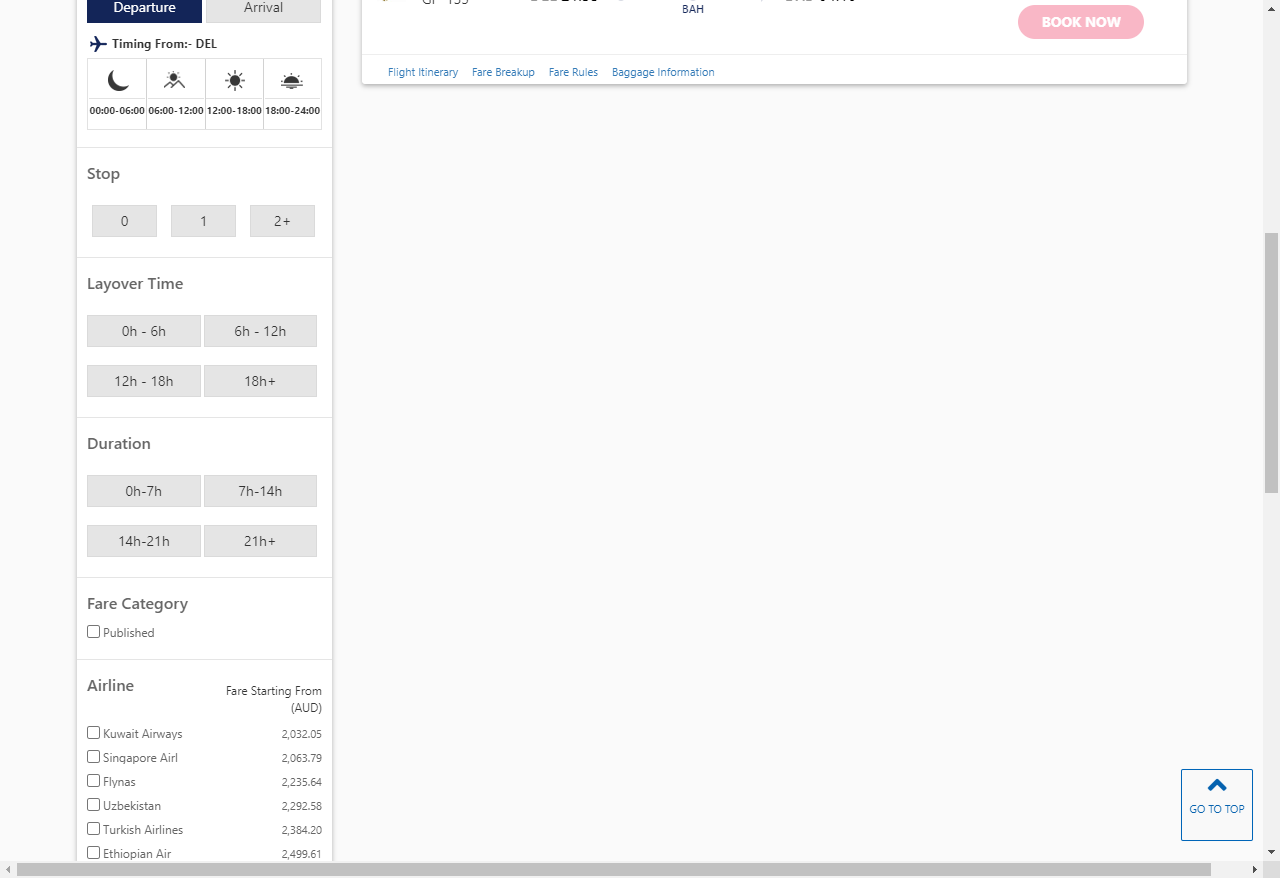 Departure
Arrival
Timing From:- DEL
00:00-06:00 06:00-12:00 12:00-18:00 18:00-24:00
Stop
0
1
2+
Layover Time
0h - 6h
6h - 12h
12h - 18h
18h+
Duration
0h-7h
7h-14h
14h-21h
21h+
Fare Category
Published
Airline
Fare Starting From
(AUD)
Kuwait Airways 2,032.05
Singapore Airl 2,063.79
Flynas 2,235.64
Uzbekistan 2,292.58
Turkish Airlines 2,384.20
Ethiopian Air 2,499.61
BAH
BOOK NOW
Flight Itinerary Fare Breakup Fare Rules Baggage Information
GO TO TOP